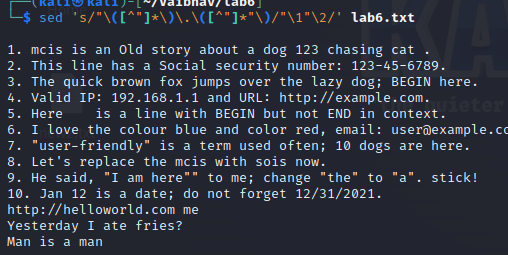 (kali㉿kali)-[~/vaibhav/lab6]
$ sed 's/"\([^"]*\)\.\([^"]*"\)/"\1"\2/' lab6.txt
1. mcis is an Old story about a dog 123 chasing cat .
2. This line has a Social security number: 123-45-6789.
3. The quick brown fox jumps over the lazy dog; BEGIN here.
4. Valid IP: 192.168.1.1 and URL: http://example.com.
5. Here    is a line with BEGIN but not END in context.
6. I love the colour blue and color red, email: user@example.co
7. "user-friendly" is a term used often; 10 dogs are here.
8. Let's replace the mcis with sois now.
9. He said, "I am here"" to me; change "the" to "a". stick!
10. Jan 12 is a date; do not forget 12/31/2021.
http://helloworld.com me
Yesterday I ate fries?
Man is a man